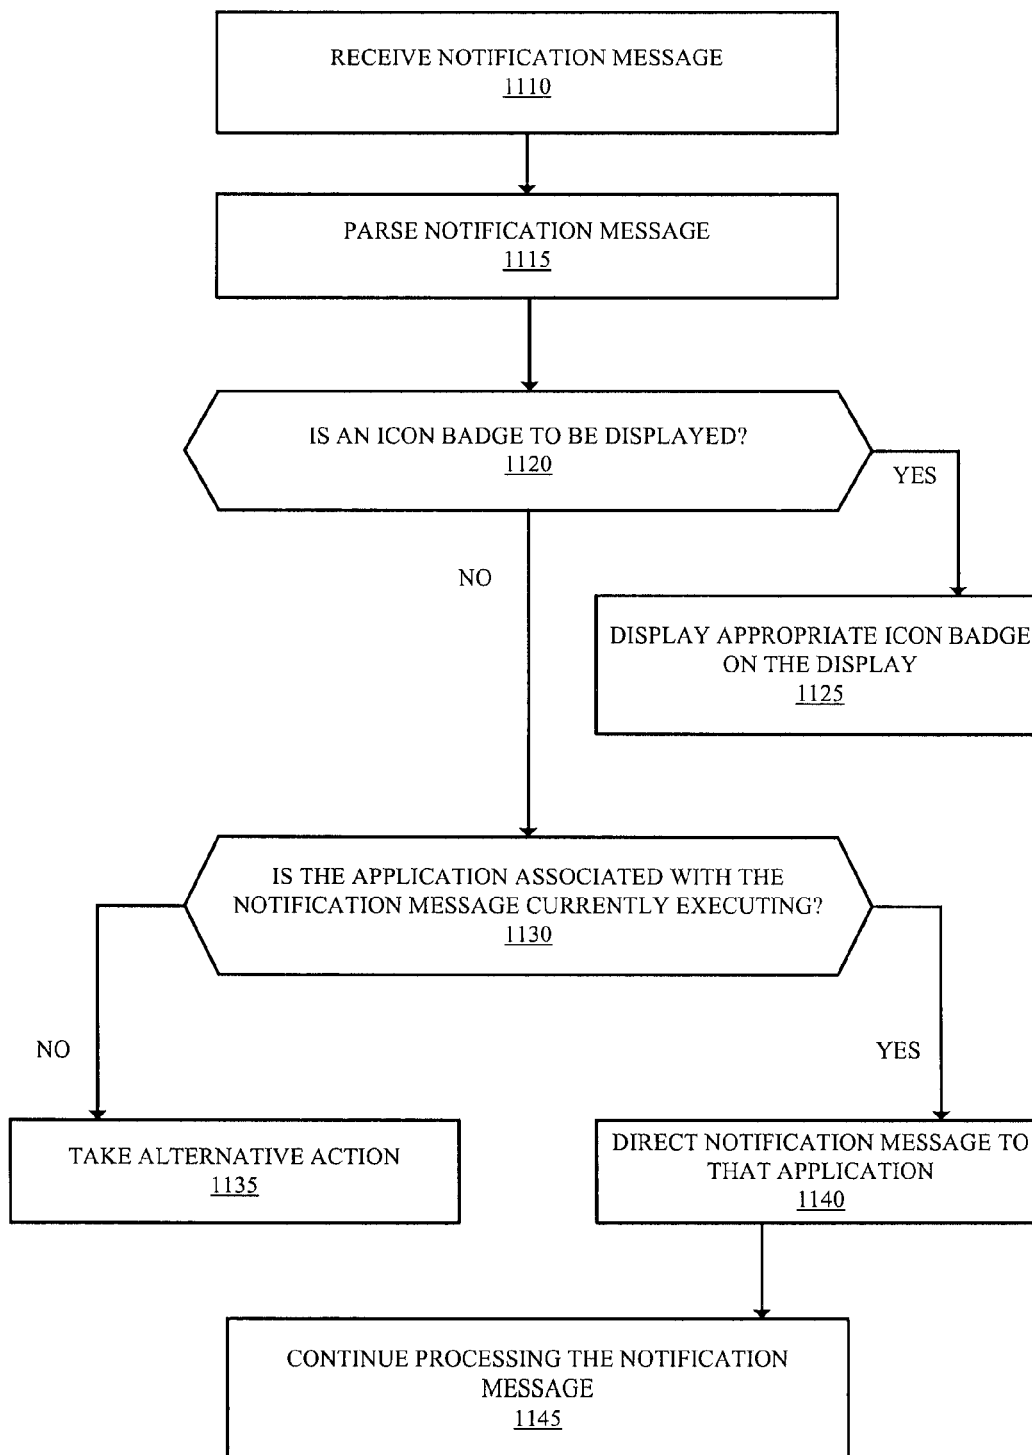 RECEIVE NOTIFICATION MESSAGE
1110
PARSE NOTIFICATION MESSAGE
1115
IS AN ICON BADGE TO BE DISPLAYED?
1120
YES
NO
DISPLAY APPROPRIATE ICON BADGE
ON THE DISPLAY
1125
IS THE APPLICATION ASSOCIATED WITH THE
NOTIFICATION MESSAGE CURRENTLY EXECUTING?
1130
NO
YES
TAKE ALTERNATIVE ACTION
1135
DIRECT NOTIFICATION MESSAGE TO
THAT APPLICATION
1140
CONTINUE PROCESSING THE NOTIFICATION
MESSAGE
1145